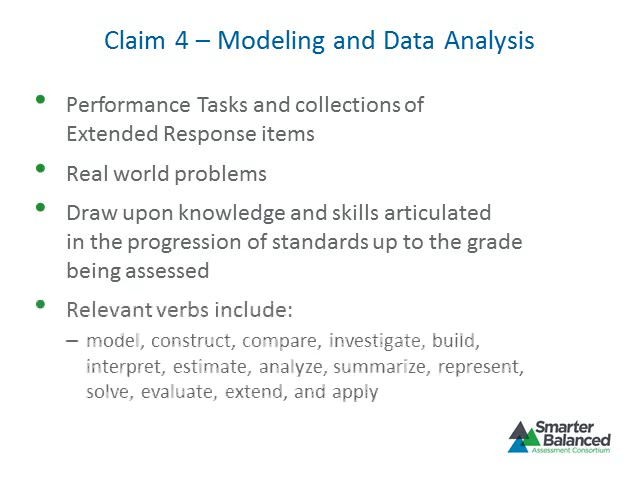 Claim 4 – Modeling and Data Analysis
• Performance Tasks and collections of
Extended Response items
• Real world problems
• Draw upon knowledge and skills articulated
in the progression of standards up to the grade
being assessed
• Relevant verbs include:
– model, construct, compare, investigate, build,
interpret, estimate, analyze, summarize, represent,
solve, evaluate, extend, and apply
Smarter
Balanced
Assessment Consortium